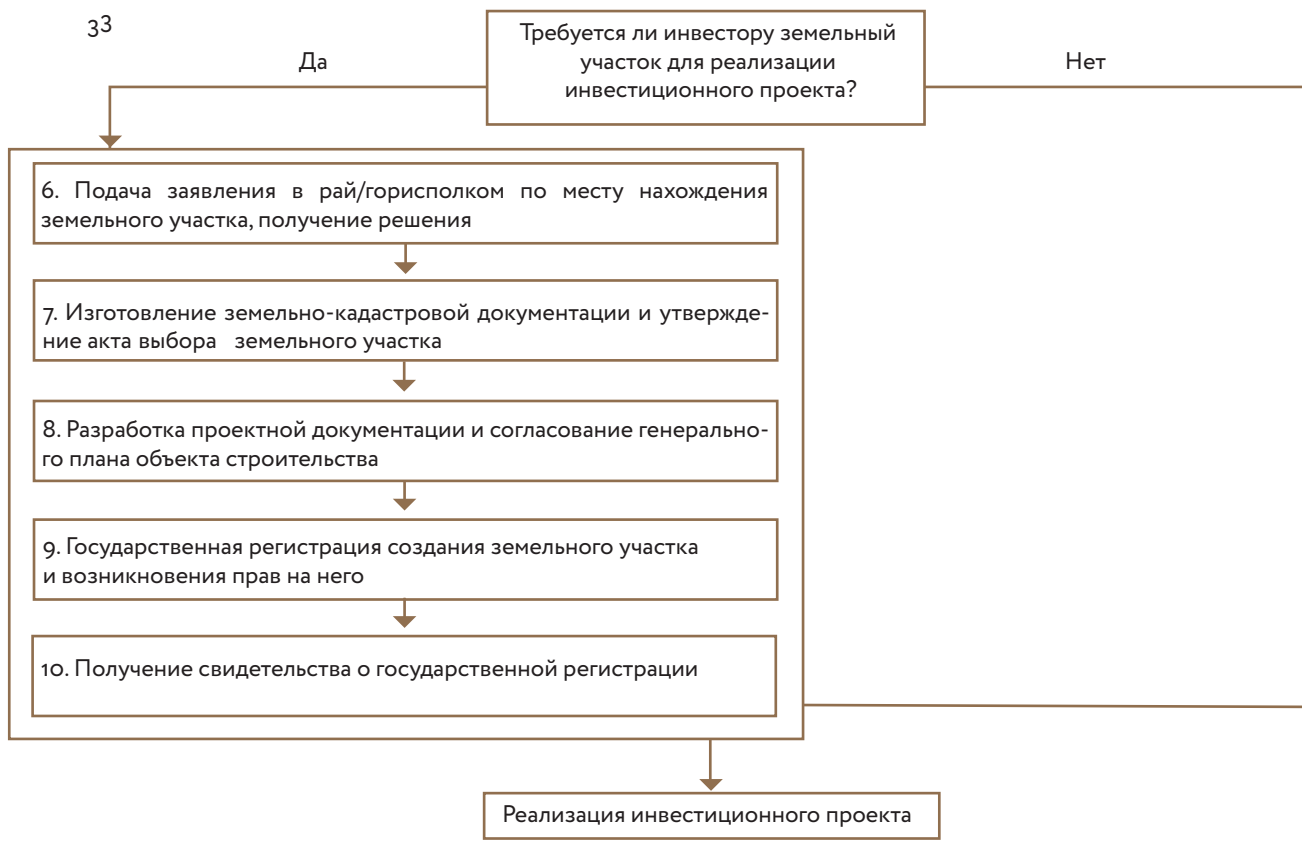 33
Требуется ли инвестору земельный
участок для реализации
инвестиционного проекта?
Да
Нет
6. Подача заявления в рай/горисполком по месту нахождения
земельного участка, получение решения
7. Изготовление земельно-кадастровой документации и утвержде-
ние акта выбора земельного участка
8. Разработка проектной документации и согласование генерально-
го плана объекта строительства
9. Государственная регистрация создания земельного участка
и возникновения прав на него
10. Получение свидетельства о государственной регистрации
Реализация инвестиционного проекта